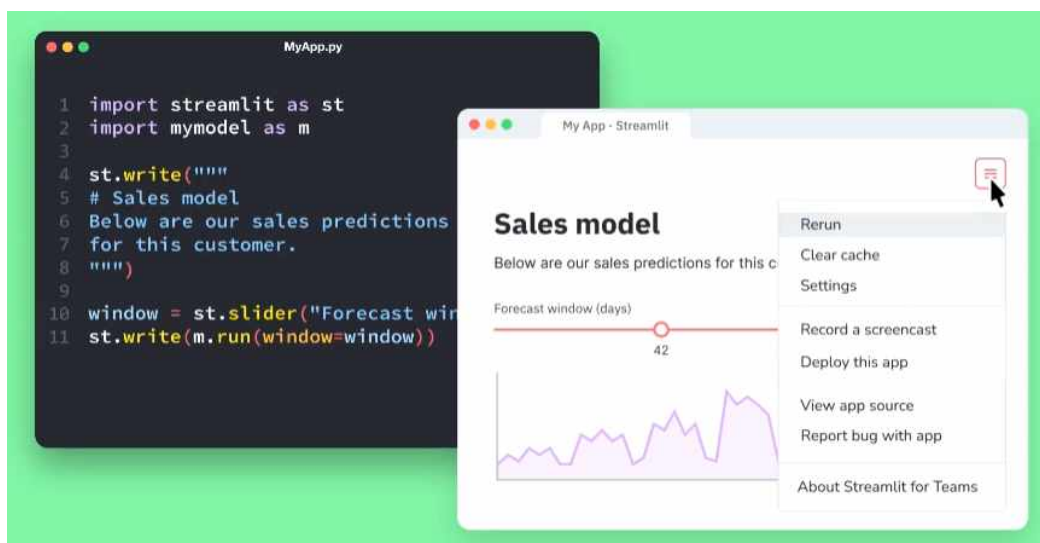 MyApp.py
1 import streamlit as st
2 import mymodel as m
3
4 st.write("""
5 # Sales model
6 Below are our sales predictions
7 for this customer.
8 """)
9
10 window = st.slider("Forecast wir
11 st.write(m.run(window=window))
My App - Streamlit
Sales model
Below are our sales predictions for this c
Forecast window (days)
42
Rerun
Clear cache
Settings
Record a screencast
Deploy this app
View app source
Report bug with app
About Streamlit for Teams